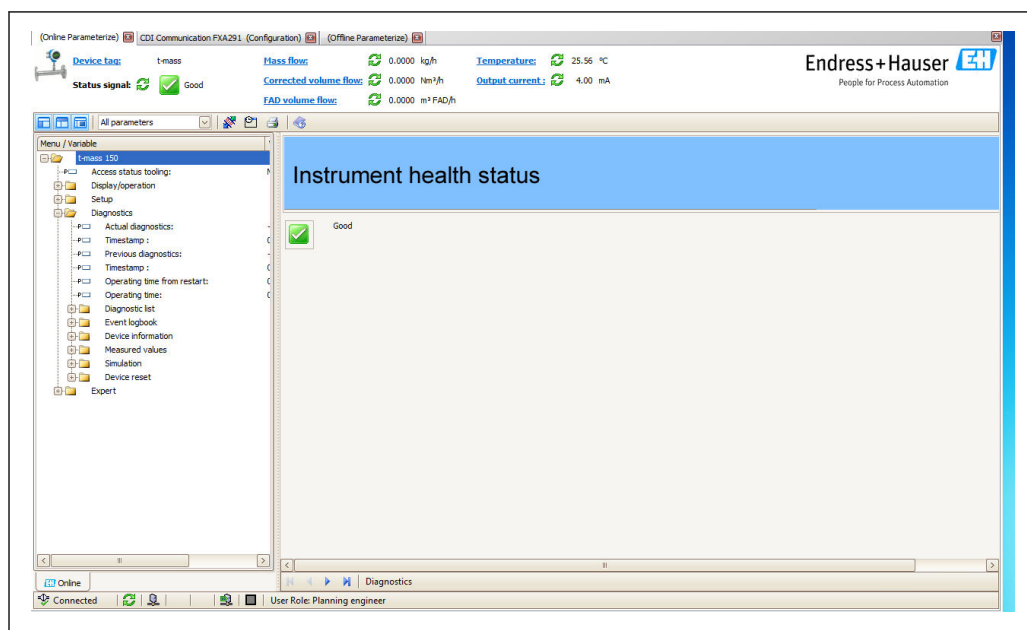 (Online Parameterize) CDI Communication FXA291 (Configuration) (Offline Parameterize)
Device tag: t-mass Mass flow: 0.0000 kg/h Temperature: 25.56 °C
Endress+Hauser EH
People for Process Automation
Status signal: Good Corrected volume flow: 0.0000 Nm³/h Output current : 4.00 mA
FAD volume flow: 0.0000 m³ FAD/h
All parameters
Menu / Variable
t-mass 150
Access status tooling:
Display/operation
Setup
Diagnostics
Actual diagnostics: -
Timestamp :
Previous diagnostics: -
Timestamp :
Operating time from restart:
Operating time:
Diagnostic list
Event logbook
Device information
Measured values
Simulation
Device reset
Expert
Instrument health status
Good
EH Online
Diagnostics
Connected User Role: Planning engineer